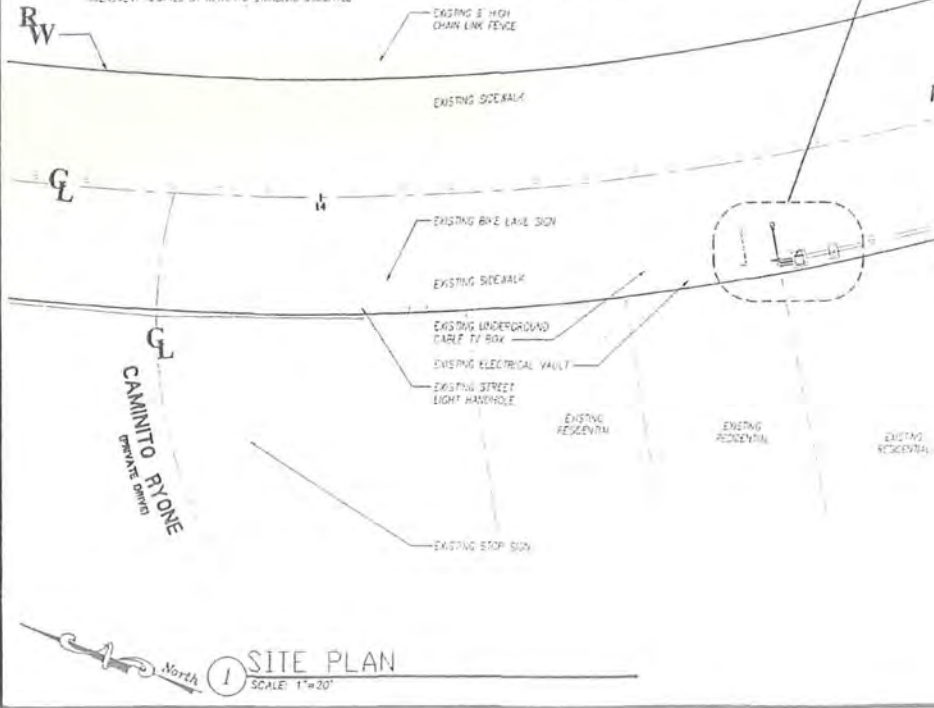 RW
EXISTING 8' HIGH
CHAIN LINK FENCE
EXISTING SIDEWALK
CL
14
EXISTING BIKE LANE SIGN
EXISTING SIDEWALK
EXISTING UNDERGROUND
CABLE TV BOX
EXISTING ELECTRICAL VAULT
EXISTING STREET
LIGHT HANDHOLE
CL
CAMINITO RYONE
(PRIVATE DRIVE)
EXISTING
RESIDENTIAL
EXISTING
RESIDENTIAL
EXISTING
RESIDENTIAL
EXISTING STOP SIGN
North
1
SITE PLAN
SCALE: 1"=20'